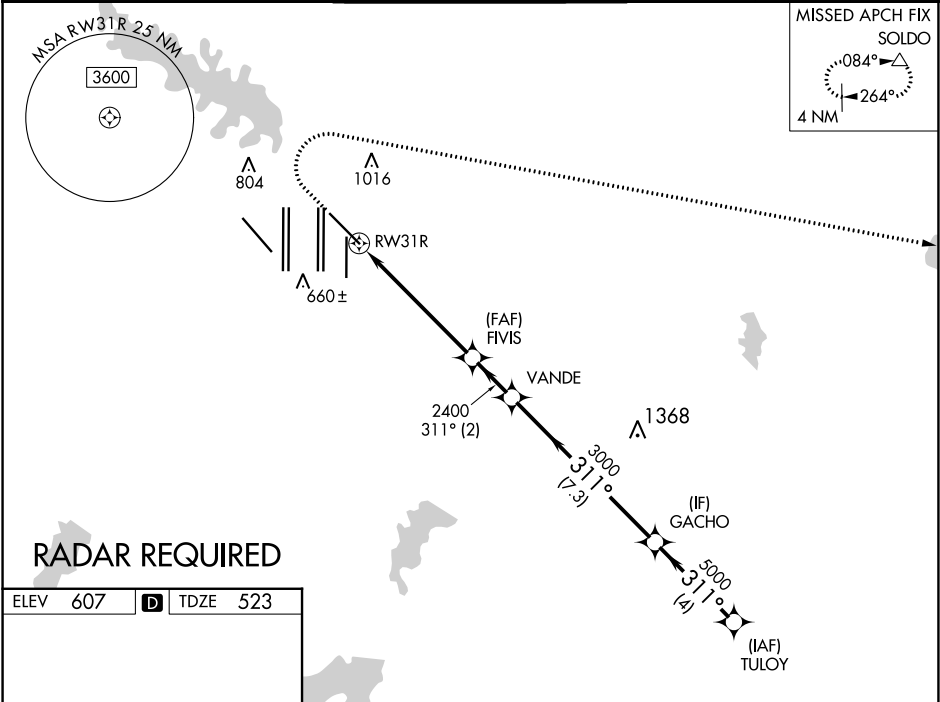 MSA RW31R 25 NM
3600
MISSED APCH FIX
SOLDO
084°
264°
4 NM
804
1016
RW31R
660±
(FAF)
FIVIS
VANDE
2400
311° (2)
1368
3000
311°
(7.3)
(IF)
GACHO
5000
311°
(4)
(IAF)
TULOY
RADAR REQUIRED
ELEV 607 D TDZE 523